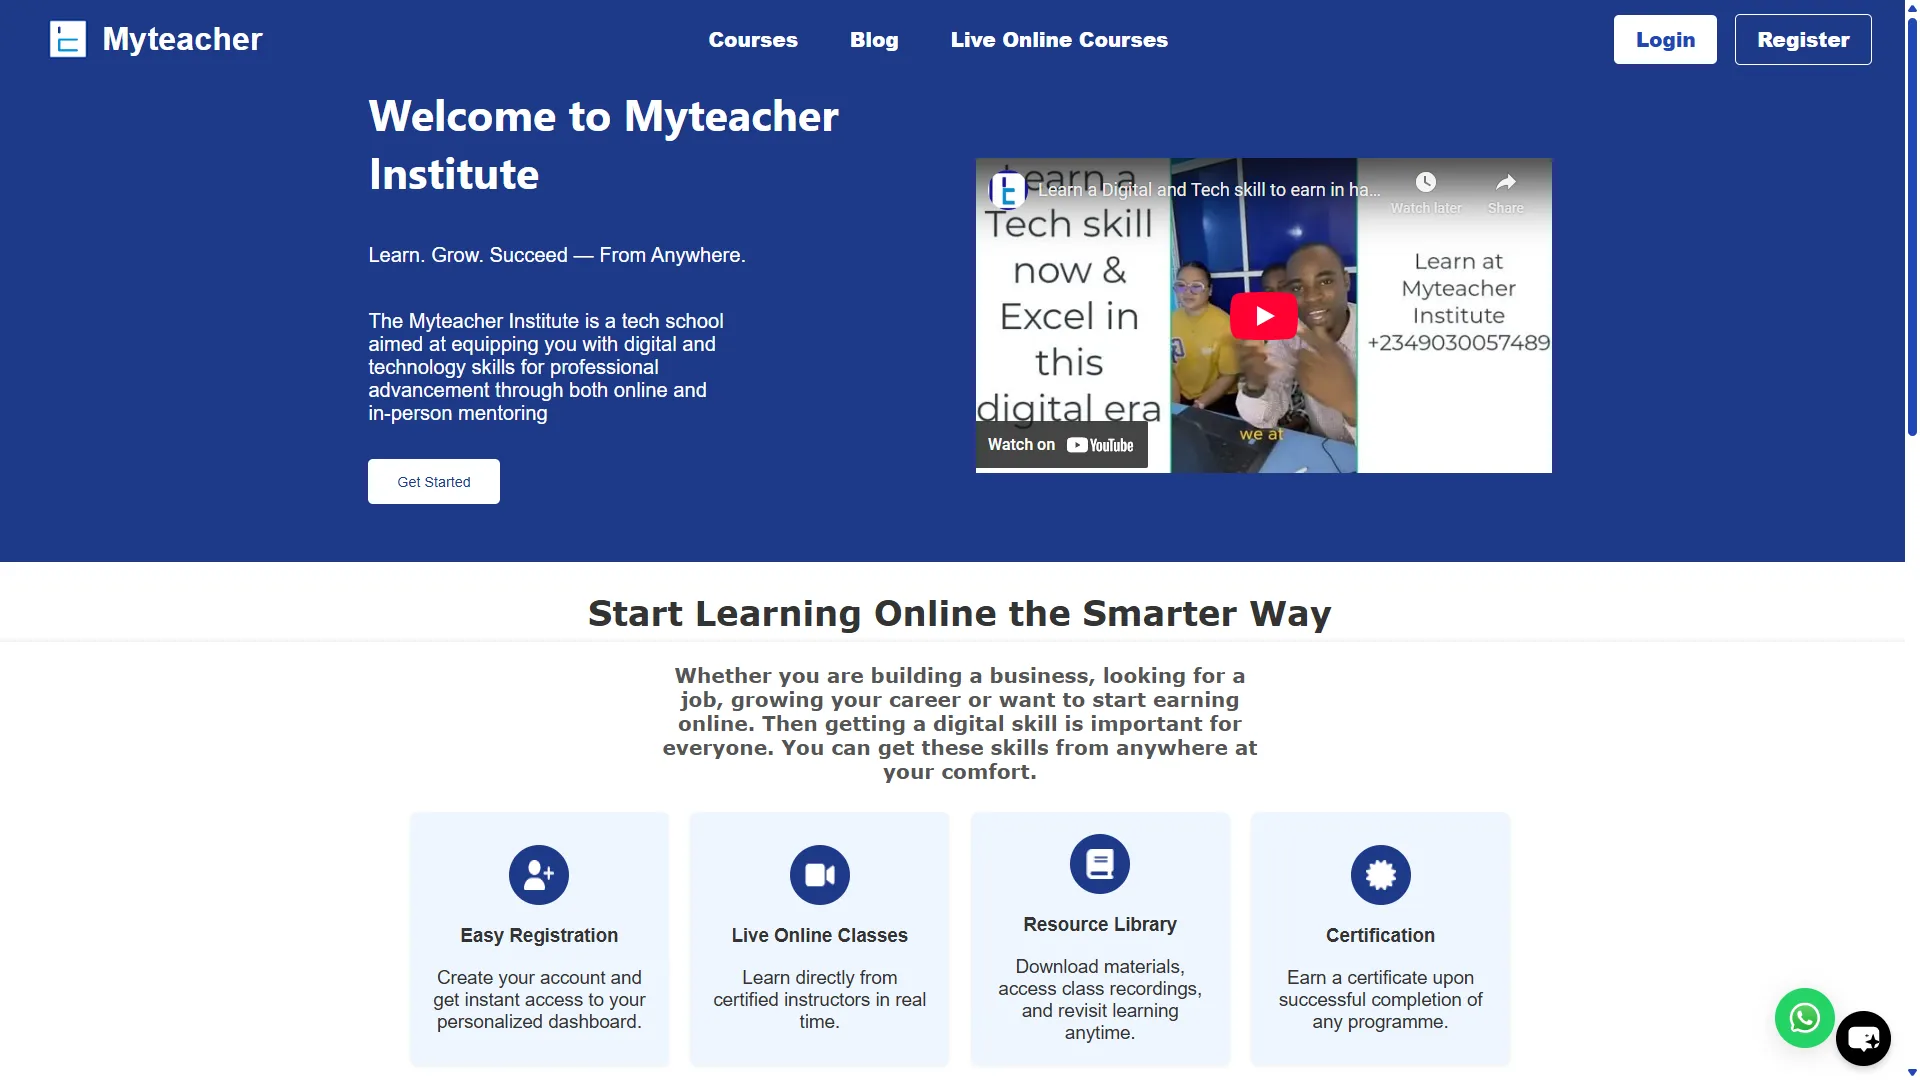 Myteacher
Courses
Blog
Live Online Courses
Login
Register
Welcome to Myteacher
Institute
Learn. Grow. Succeed — From Anywhere.
The Myteacher Institute is a tech school
aimed at equipping you with digital and
technology skills for professional
advancement through both online and
in-person mentoring
Get Started
Learn a Digital and Tech skill to earn in ha...
Watch later
Share
Learn a
Tech skill
now &
Excel in
this
digital era
we at
Learn at
Myteacher
Institute
+2349030057489
Watch on YouTube
Start Learning Online the Smarter Way
Whether you are building a business, looking for a
job, growing your career or want to start earning
online. Then getting a digital skill is important for
everyone. You can get these skills from anywhere at
your comfort.
Easy Registration
Create your account and
get instant access to your
personalized dashboard.
Live Online Classes
Learn directly from
certified instructors in real
time.
Resource Library
Download materials,
access class recordings,
and revisit learning
anytime.
Certification
Earn a certificate upon
successful completion of
any programme.